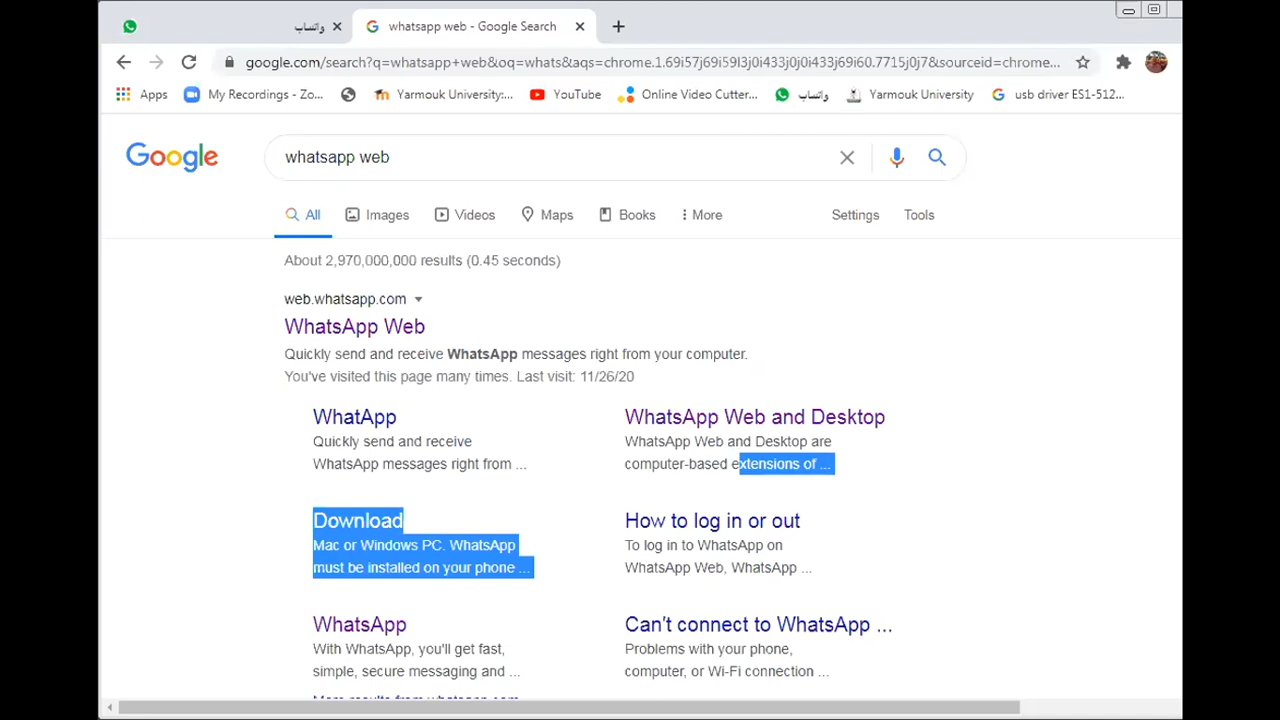 واتساب
whatsapp web - Google Search
google.com/search?q=whatsapp+web&oq=whats&aqs=chrome.1.69i57j69i59l3j0i433j0j0i433j69i60.7715j0j7&sourceid=chrome...
Apps My Recordings - Zo... Yarmouk University:... YouTube Online Video Cutter... واتساب Yarmouk University usb driver ES1-512...
Google
whatsapp web
All Images Videos Maps Books More Settings Tools
About 2,970,000,000 results (0.45 seconds)
web.whatsapp.com
WhatsApp Web
Quickly send and receive WhatsApp messages right from your computer.
You've visited this page many times. Last visit: 11/26/20
WhatApp
Quickly send and receive
WhatsApp messages right from ...
WhatsApp Web and Desktop
WhatsApp Web and Desktop are
computer-based extensions of ...
Download
Mac or Windows PC. WhatsApp
must be installed on your phone ...
How to log in or out
To log in to WhatsApp on
WhatsApp Web, WhatsApp ...
WhatsApp
With WhatsApp, you'll get fast,
simple, secure messaging and ...
Can't connect to WhatsApp ...
Problems with your phone,
computer, or Wi-Fi connection ...
More results from whatsapp.com